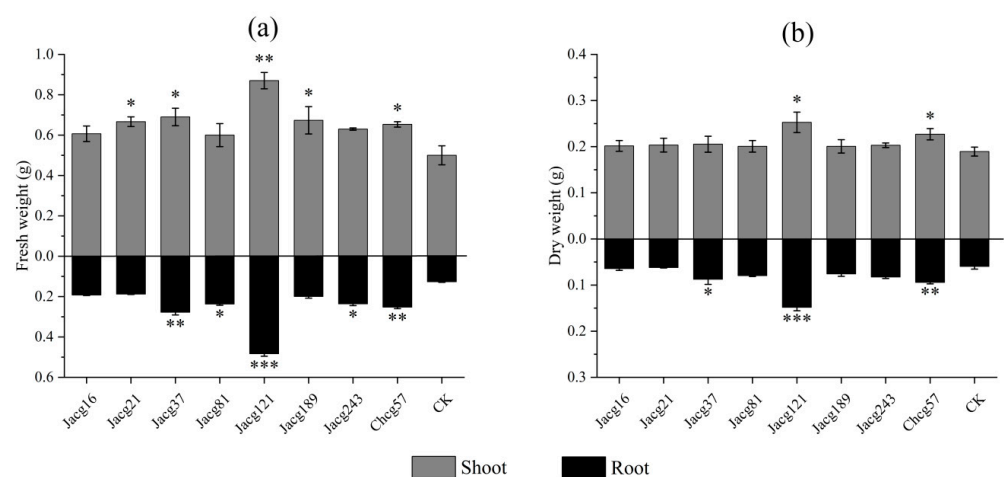 (a)
(b)
Fresh weight (g)
1.0
0.8
0.6
0.4
0.2
0.0
0.2
0.4
0.6
* * ** * *
** * *** * **
Jacg16 Jacg21 Jacg37 Jacg81 Jacg121 Jacg189 Jacg243 Chcg57 CK
Dry weight (g)
0.4
0.3
0.2
0.1
0.0
0.1
0.2
0.3
* *
* *** **
Jacg16 Jacg21 Jacg37 Jacg81 Jacg121 Jacg189 Jacg243 Chcg57 CK
Shoot Root